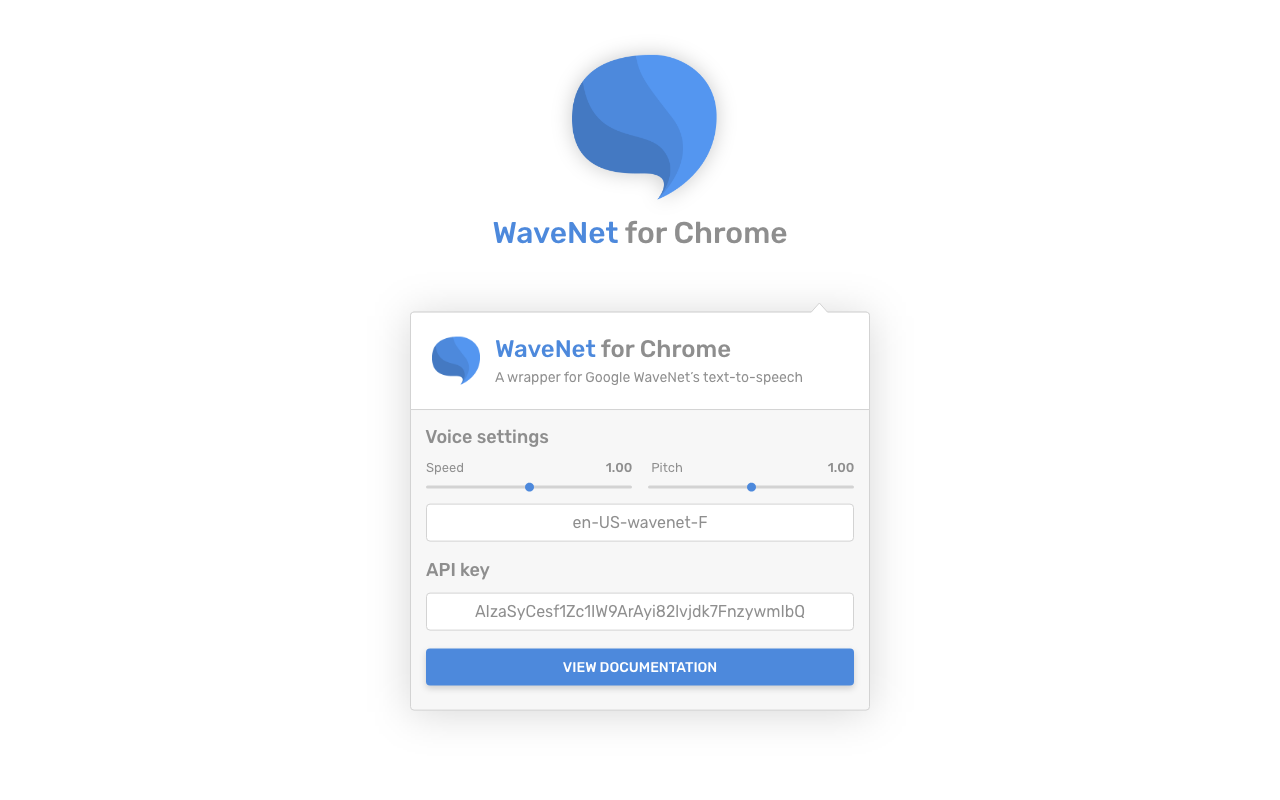 WaveNet for Chrome
WaveNet for Chrome
A wrapper for Google WaveNet's text-to-speech
Voice settings
Speed 1.00 Pitch 1.00
en-US-wavenet-F
API key
AIzaSyCesf1Zc1IW9ArAyi82lvjdk7FnzywmIbQ
VIEW DOCUMENTATION